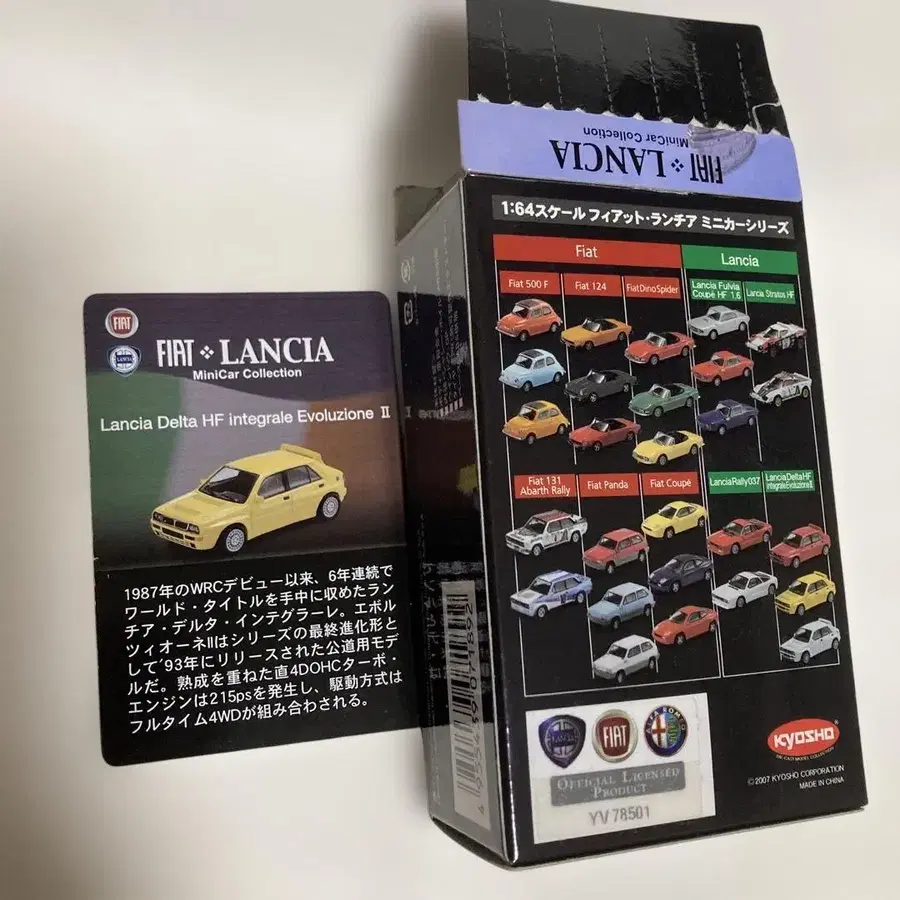 FIAT
LANCIA
FIAT LANCIA
MiniCar Collection
Lancia Delta HF integrale Evoluzione II
1987年のWRCデビュー以来、6年連続で
ワールド・タイトルを手中に収めたラン
チア・デルタ・インテグラーレ。エボル
ツィオーネIIはシリーズの最終進化形と
して'93年にリリースされた公道用モデ
ルだ。熟成を重ねた直4DOHCターボ・
エンジンは215psを発生し、駆動方式は
フルタイム4WDが組み合わされる。
FIAT LANCIA
MiniCar Collection
1:64スケール フィアット・ランチア ミニカーシリーズ
Fiat
Lancia
Fiat 500 F
Fiat 124
Fiat Dino Spider
Lancia Fulvia
Coupé HF 1.6
Lancia Stratos HF
Fiat 131
Abarth Rally
Fiat Panda
Fiat Coupé
Lancia Rally 037
Lancia Delta HF
integrale Evoluzione II
LANCIA
FIAT
ALFA ROMEO
OFFICIAL LICENSED
PRODUCT
YV 78501
KYOSHO
DIE CAST MODEL COLLECTION
© 2007 KYOSHO CORPORATION
MADE IN CHINA